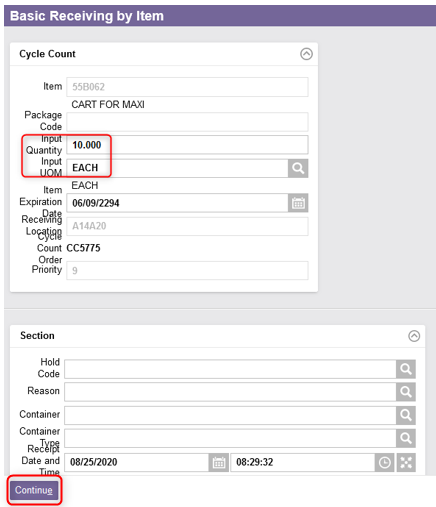 Basic Receiving by Item
Cycle Count
Item 55B062
CART FOR MAXI
Package
Code
Input
Quantity 10.000
Input
UOM EACH
EACH
Item
Expiration
Date 06/09/2294
Receiving
Location A14A20
Cycle
Count CC5775
Order
Priority 9
Section
Hold
Code
Reason
Container
Container
Type
Receipt
Date and
Time 08/25/2020 08:29:32
Continue